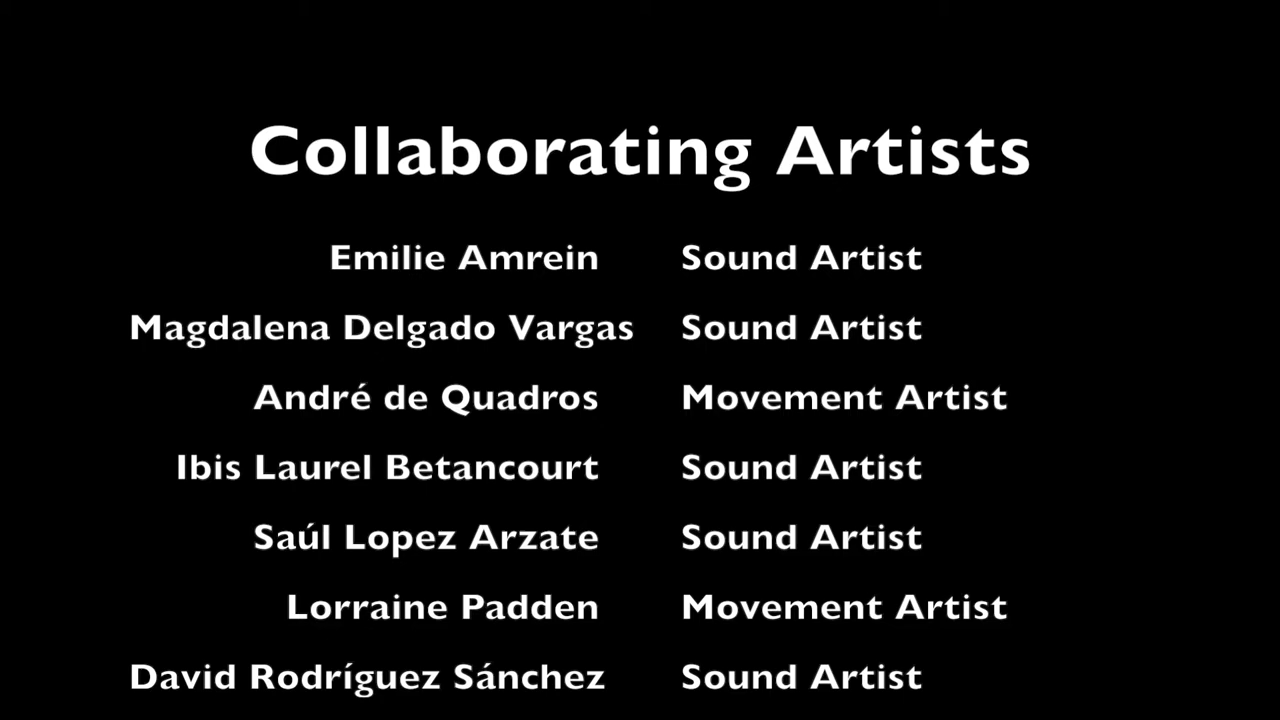 Collaborating Artists
Emilie Amrein Sound Artist
Magdalena Delgado Vargas Sound Artist
André de Quadros Movement Artist
Ibis Laurel Betancourt Sound Artist
Saúl Lopez Arzate Sound Artist
Lorraine Padden Movement Artist
David Rodríguez Sánchez Sound Artist